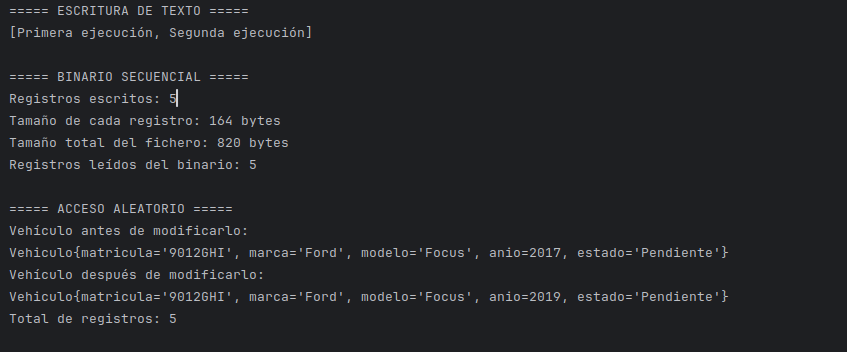 ===== ESCRITURA DE TEXTO =====
[Primera ejecución, Segunda ejecución]
===== BINARIO SECUENCIAL =====
Registros escritos: 5
Tamaño de cada registro: 164 bytes
Tamaño total del fichero: 820 bytes
Registros leídos del binario: 5
===== ACCESO ALEATORIO =====
Vehículo antes de modificarlo:
Vehiculo{matricula='9012GHI', marca='Ford', modelo='Focus', anio=2017, estado='Pendiente'}
Vehículo después de modificarlo:
Vehiculo{matricula='9012GHI', marca='Ford', modelo='Focus', anio=2019, estado='Pendiente'}
Total de registros: 5